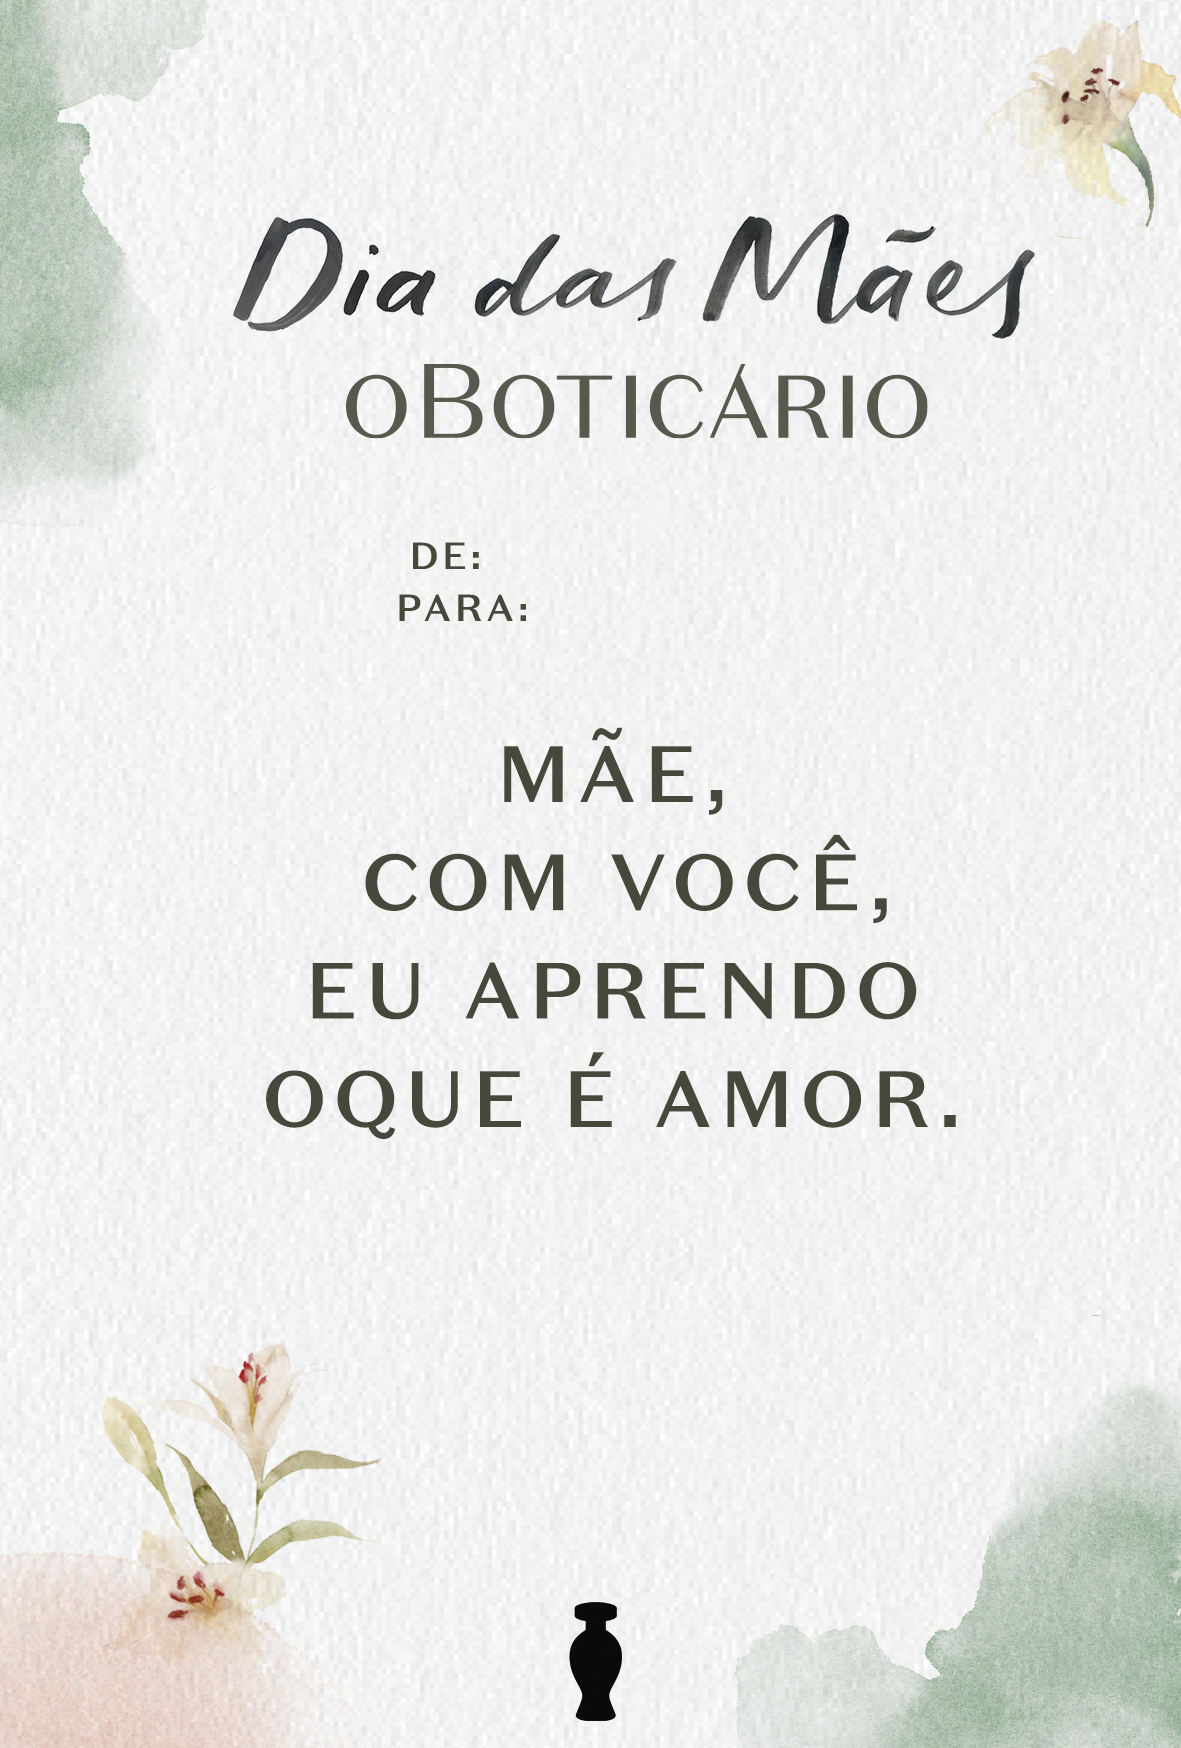 Dia das Mães
OBOTICÁRIO
DE:
PARA:
MÃE,
COM VOCÊ,
EU APRENDO
OQUE É AMOR.